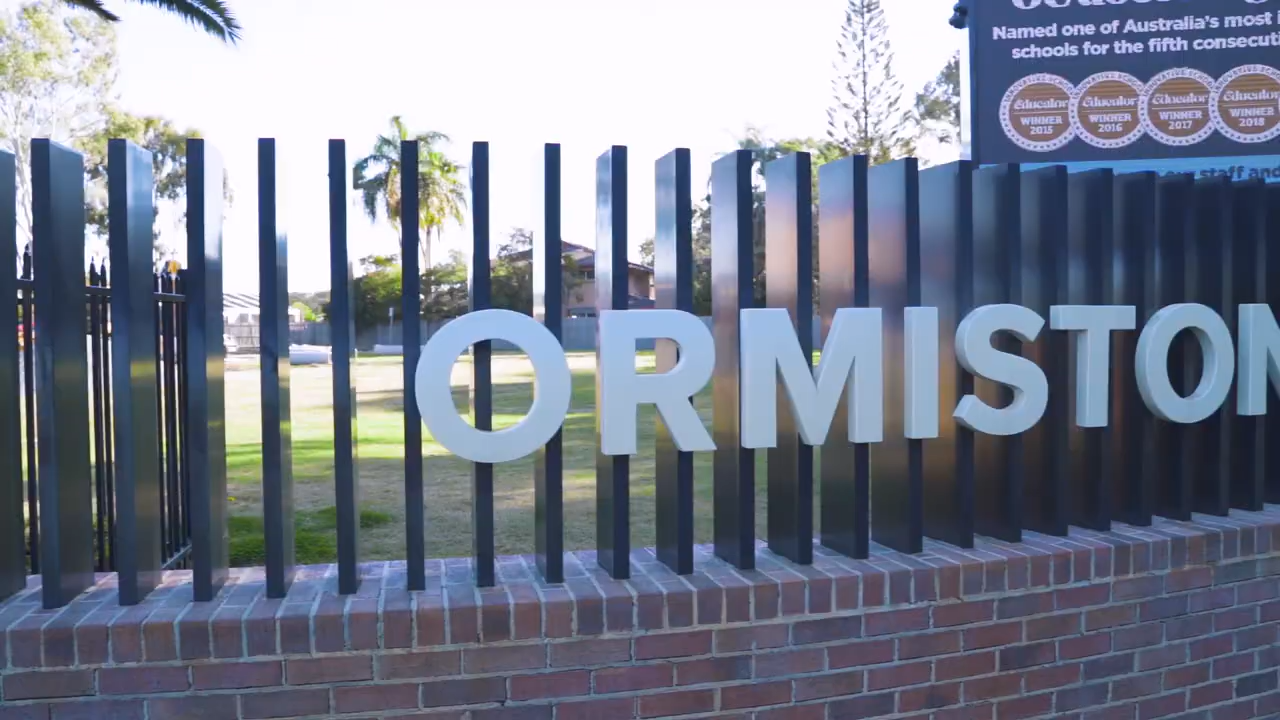 Named one of Australia's most
schools for the fifth
INNOVATIVE
Educator
WINNER
2015
Educator
WINNER
2016
Educator
WINNER
2017
Educator
WINNER
2018
staff and
ORMISTON